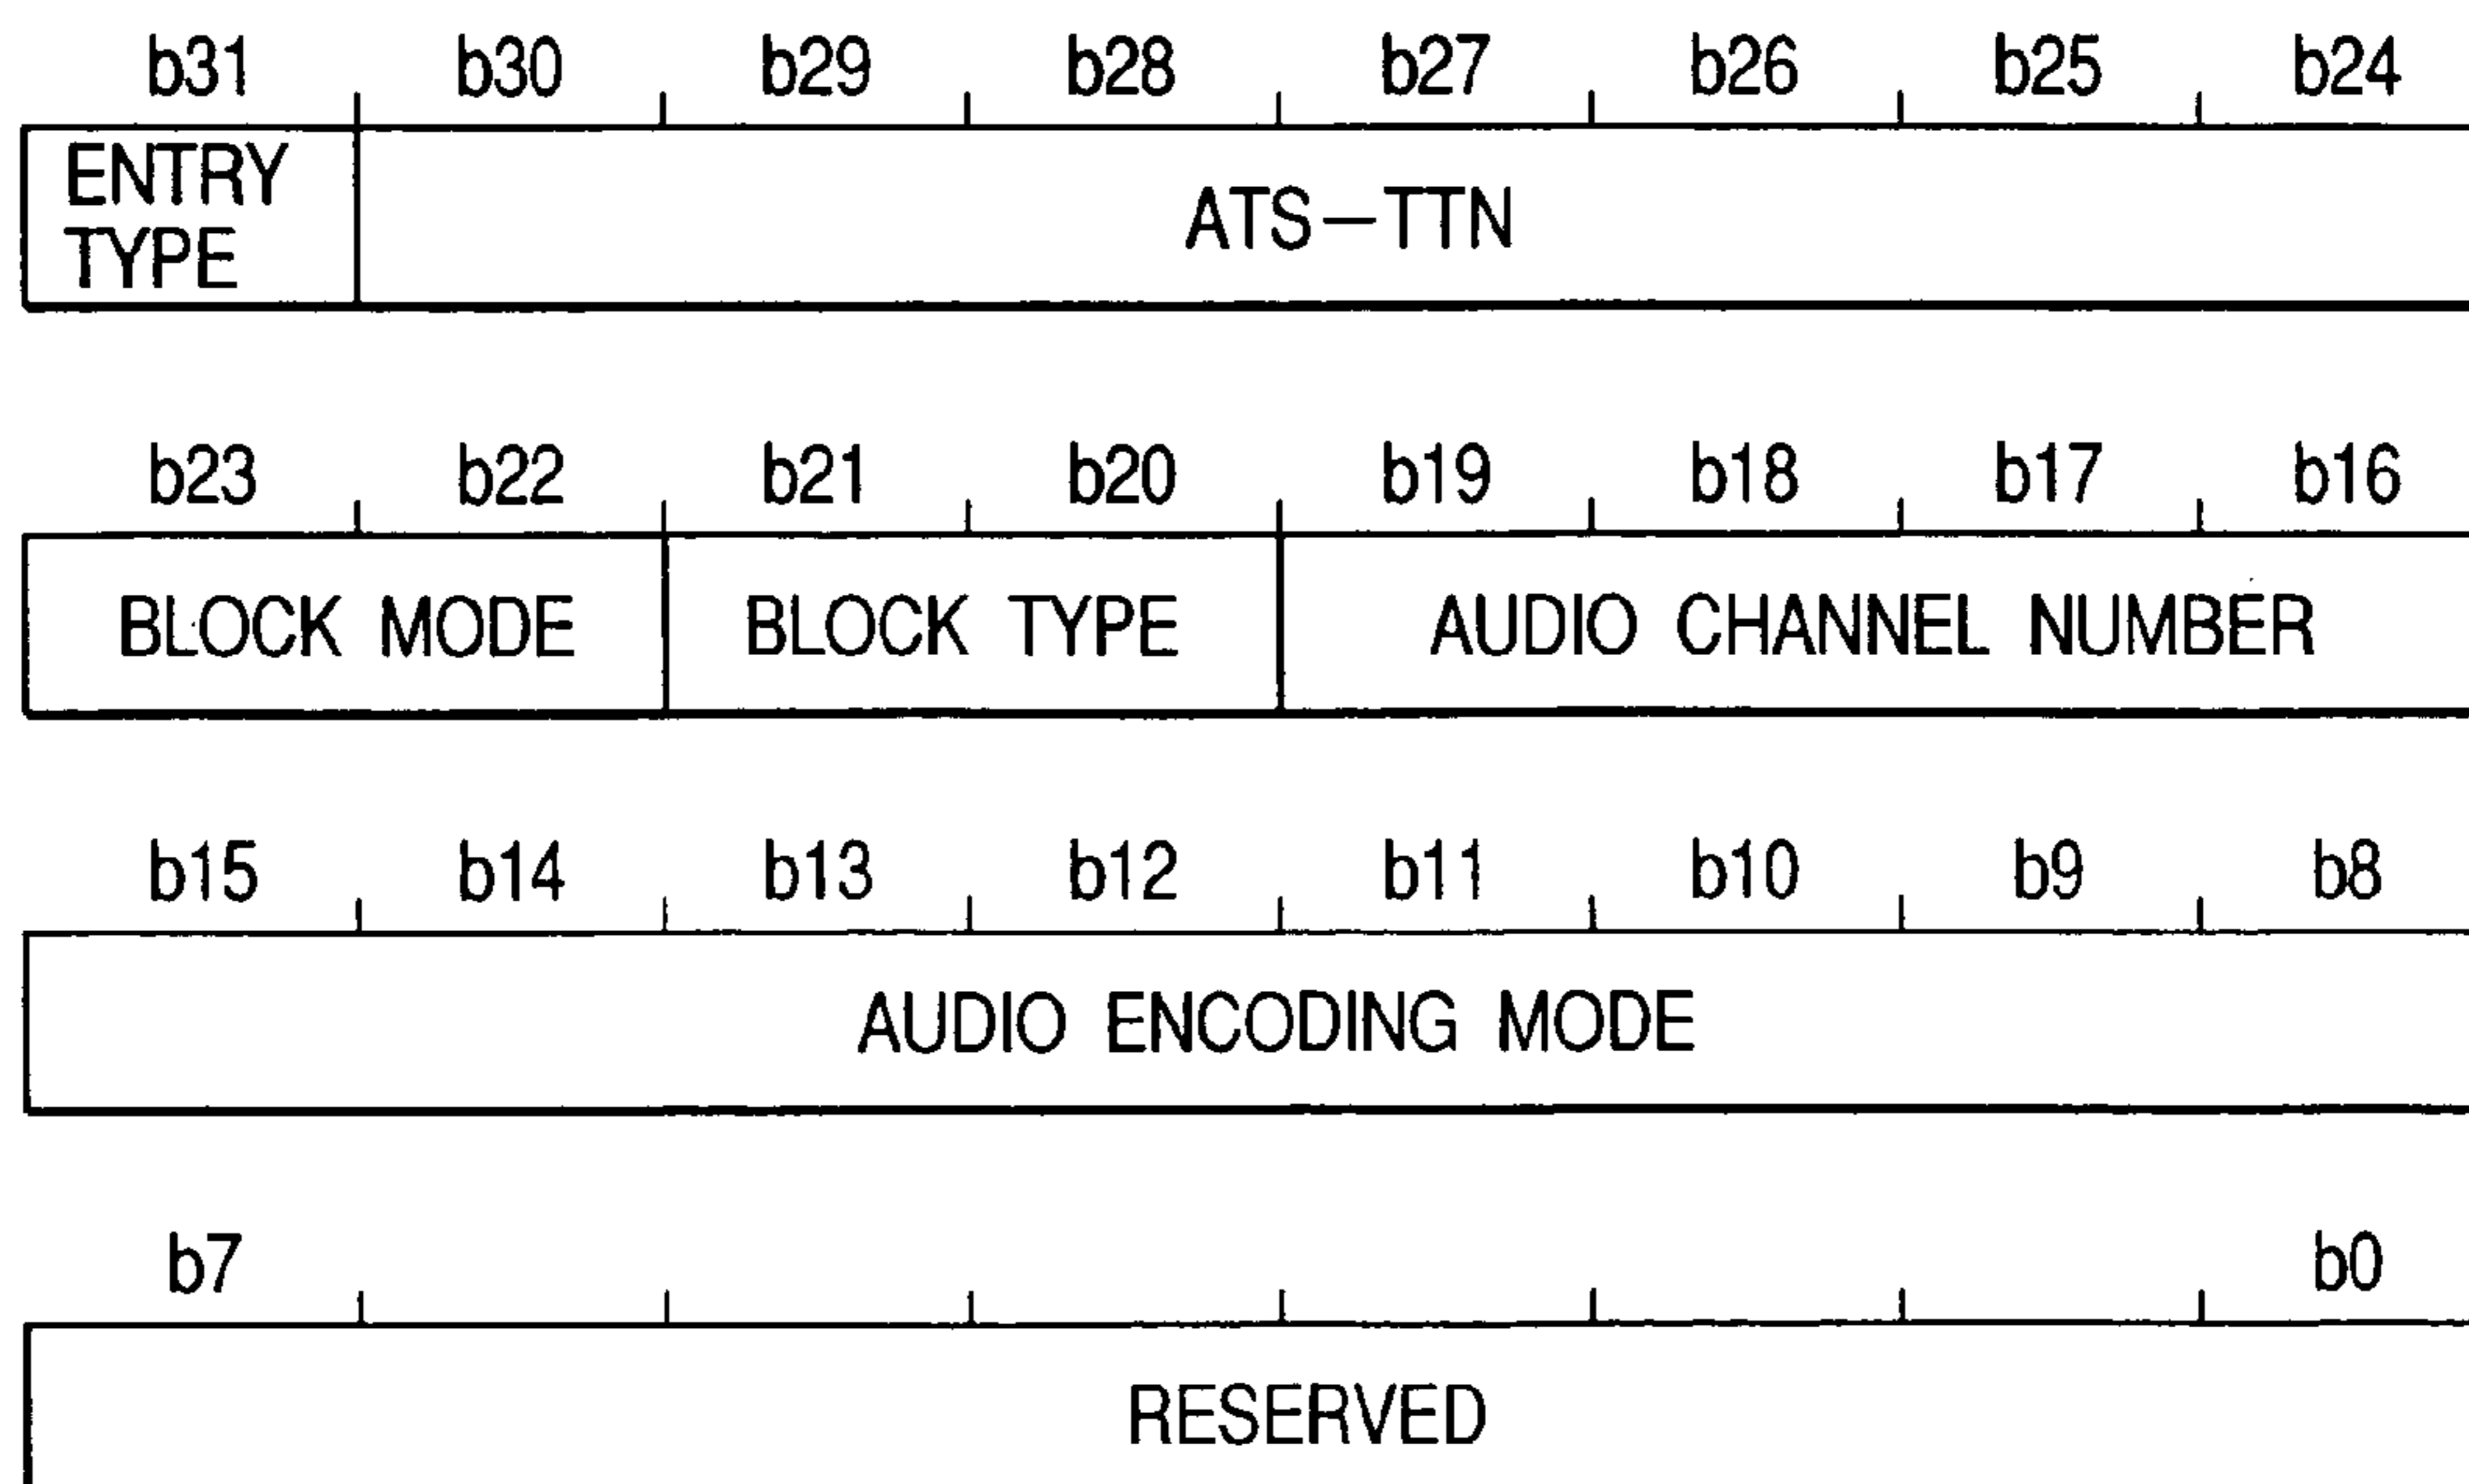 b31 b30 b29 b28 b27 b26 b25 b24
ENTRY
TYPE
ATS-TTN
b23 b22 b21 b20 b19 b18 b17 b16
BLOCK MODE BLOCK TYPE AUDIO CHANNEL NUMBER
b15 b14 b13 b12 b11 b10 b9 b8
AUDIO ENCODING MODE
b7 b0
RESERVED